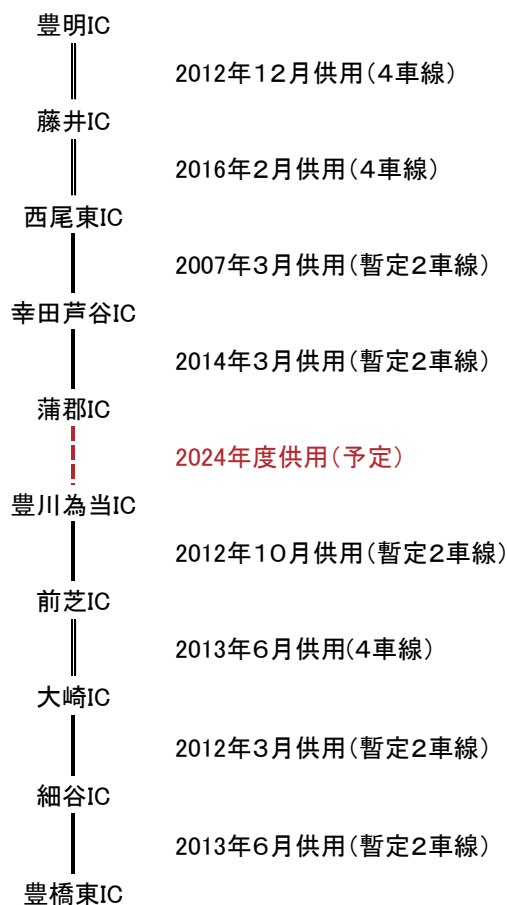 豊明IC
2012年12月供用(4車線)
藤井IC
2016年2月供用(4車線)
西尾東IC
2007年3月供用(暫定2車線)
幸田芦谷IC
2014年3月供用(暫定2車線)
蒲郡IC
2024年度供用(予定)
豊川為当IC
2012年10月供用(暫定2車線)
前芝IC
2013年6月供用(4車線)
大崎IC
2012年3月供用(暫定2車線)
細谷IC
2013年6月供用(暫定2車線)
豊橋東IC